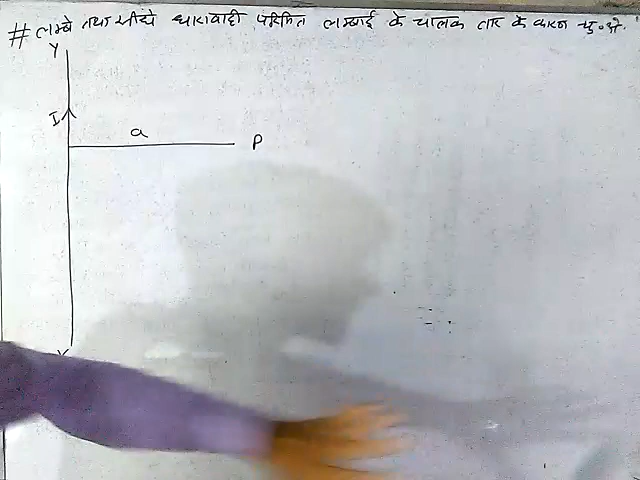 # लम्बे तथा सीधे धारावाही परिमित लम्बाई के चालक तार के कारण चु०क्षे०
Y
I
a
P